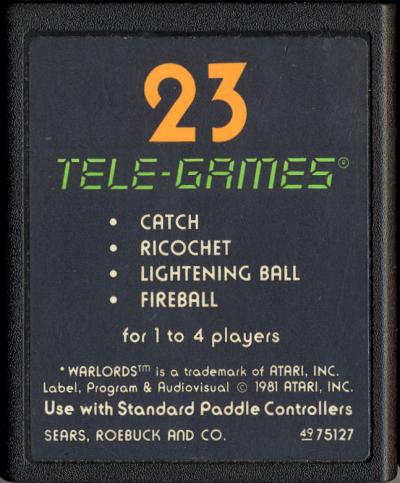 23
TELE-GAMES®
• CATCH
• RICOCHET
• LIGHTENING BALL
• FIREBALL
for 1 to 4 players
*WARLORDS™ is a trademark of ATARI, INC.
Label, Program & Audiovisual © 1981 ATARI, INC.
Use with Standard Paddle Controllers
SEARS, ROEBUCK AND CO. 49 75127